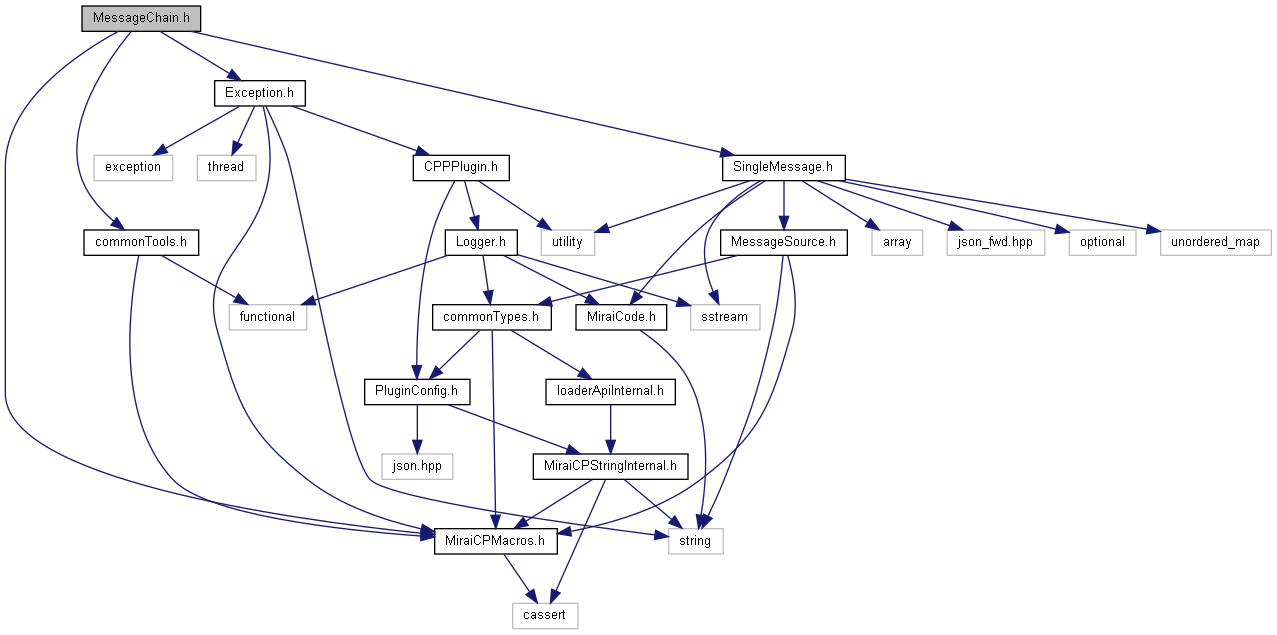 MessageChain.h
Exception.h
exception
thread
CPPPlugin.h
SingleMessage.h
commonTools.h
Logger.h
utility
MessageSource.h
array
json_fwd.hpp
optional
unordered_map
functional
commonTypes.h
MiraiCode.h
sstream
PluginConfig.h
loaderApiInternal.h
json.hpp
MiraiCPStringInternal.h
MiraiCPMacros.h
string
cassert